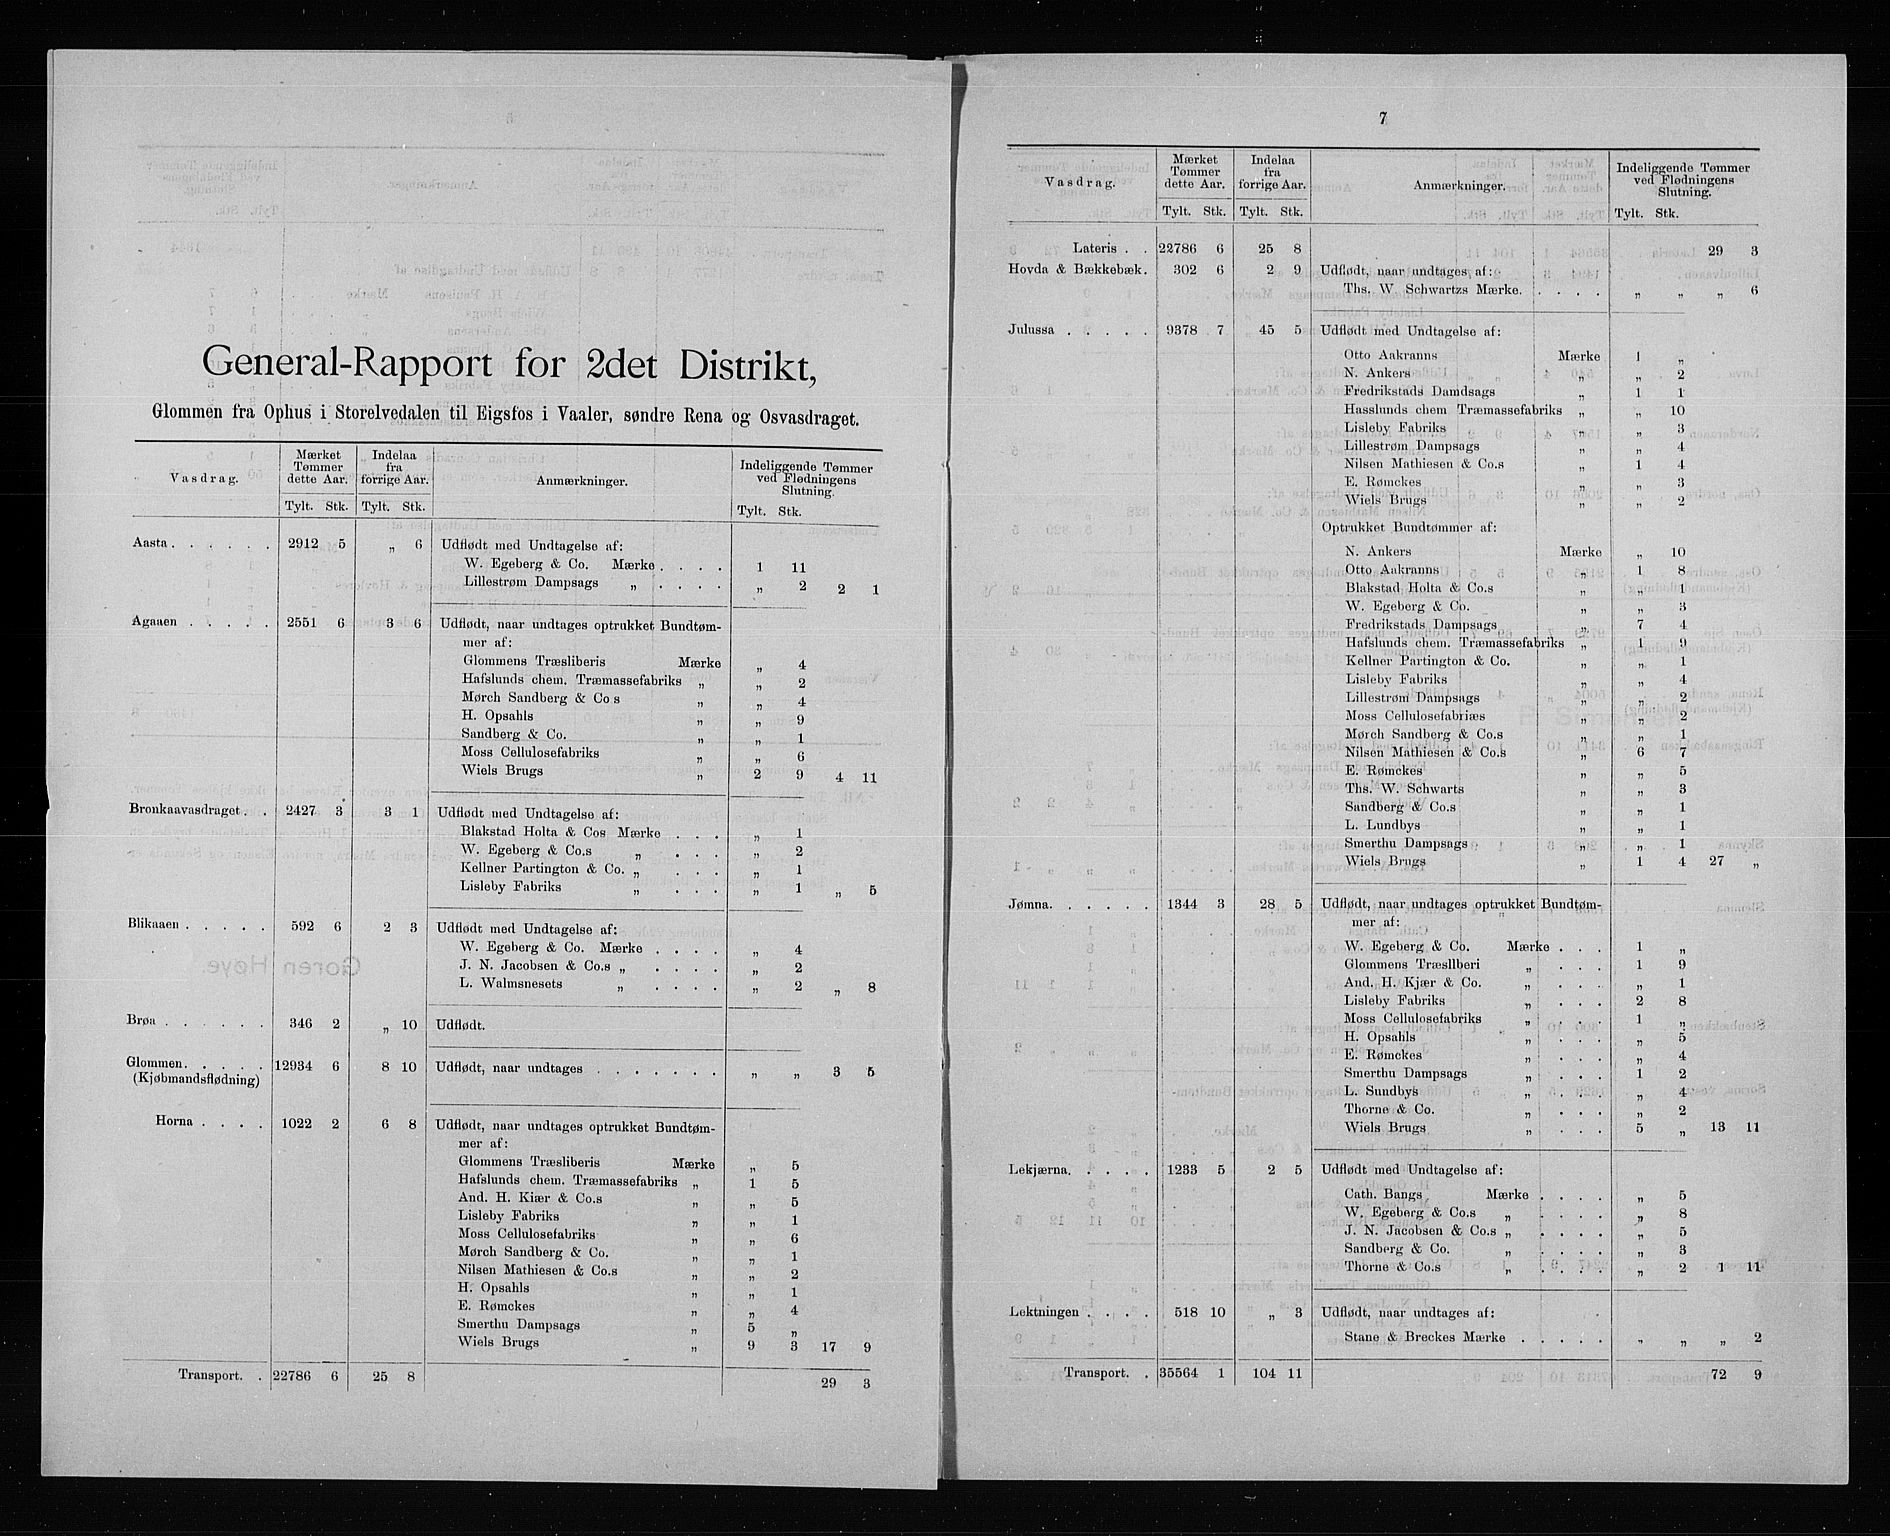 General-Rapport for 2det Distrikt,
Glommen fra Ophus i Storelvedalen til Eigsfos i Vaaler, søndre Rena og Osvasdraget.
Vasdrag. Mærket Tømmer dette Aar. Indelaa fra forrige Aar. Anmærkninger. Indeliggende Tømmer ved Flødningens Slutning.
Tylt. Stk. Tylt. Stk. Tylt. Stk.
Aasta . . . . . . 2912 5 „ 6 Udflødt med Undtagelse af:
W. Egeberg & Co. Mærke . . . . 1 11
Lillestrøm Dampsags „ . . . . „ 2 2 1
Agaaen . . . . . 2551 6 3 6 Udflødt, naar undtages optrukket Bundtøm-
mer af:
Glommens Træsliberis Mærke „ 4
Hafslunds chem. Træmassefabriks „ „ 2
Mørch Sandberg & Co s „ „ 4
H. Opsahls „ „ 9
Sandberg & Co. „ „ 1
Moss Cellulosefabriks „ „ 6
Wiels Brugs „ 2 9 4 11
Bronkaavasdraget . . 2427 3 3 1 Udflødt med Undtagelse af:
Blakstad Holta & Cos Mærke . . . „ 1
W. Egeberg & Co.s „ . . . . „ 2
Kellner Partington & Co. „ . . . „ 1
Lisleby Fabriks „ . . . „ 1 „ 5
Blikaaen . . . . . 592 6 2 3 Udflødt med Undtagelse af:
W. Egeberg & Co. Mærke . . . . „ 4
J. N. Jacobsen & Co.s „ . . . . „ 2
L. Walmsnesets „ . . . . „ 2 „ 8
Brøa . . . . . . 346 2 „ 10 Udflødt.
Glommen. . . . . 12934 6 8 10 Udflødt, naar undtages . . . . . . . „ „ 3 5
(Kjøbmandsflødning)
Horna . . . . 1022 2 6 8 Udflødt, naar undtages optrukket Bundtøm-
mer af:
Glommens Træsliberis Mærke „ 5
Hafslunds chem. Træmassefabriks „ 1 5
And. H. Kiær & Co.s „ „ 5
Lisleby Fabriks „ „ 1
Moss Cellulosefabriks „ „ 6
Mørch Sandberg & Co. „ „ 1
Nilsen Mathiesen & Co.s „ „ 2
H. Opsahls „ „ 1
E. Rømckes „ „ 4
Smerthu Dampsags „ 5 „
Wiels Brugs „ 9 3 17 9
Transport. . 22786 6 25 8 29 3
7
Vasdrag. Mærket Tømmer dette Aar. Indelaa fra forrige Aar. Anmærkninger. Indeliggende Tømmer ved Flødningens Slutning.
Tylt. Stk. Tylt. Stk. Tylt. Stk.
Lateris . . 22786 6 25 8 29 3
Hovda & Bækkebæk. 302 6 2 9 Udflødt, naar undtages af:
Ths. W. Schwartzs Mærke. . . . . „ „ „ 6
Julussa . . . . . 9378 7 45 5 Udflødt med Undtagelse af:
Otto Aakranns Mærke 1 „
N. Ankers „ „ 2
Fredrikstads Damdsags „ 1 1
Hasslunds chem Træmassefabriks „ „ 10
Lisleby Fabriks „ „ 3
Lillestrøm Dampsags „ „ 4
Nilsen Mathiesen & Co.s „ 1 4
E. Rømckes „ „ 3
Wiels Brugs „ „ 2
Optrukket Bundtømmer af:
N. Ankers Mærke „ 10
Otto Aakranns „ 1 8
Blakstad Holta & Co.s „ „ 1
W. Egeberg & Co. „ „ 3
Fredrikstads Dampsags „ 7 4
Hafslunds chem. Træmassefabriks „ 1 9
Kellner Partington & Co. „ „ 1
Lisleby Fabriks „ „ 4
Lillestrøm Dampsags „ „ 2
Moss Cellulosefabriæs „ „ 2
Mørch Sandberg & Co.s „ „ 1
Nilsen Mathiesen & Co.s „ 6 7
E. Rømckes „ „ 5
Ths. W. Schwarts „ „ 3
Sandberg & Co.s „ „ 1
L. Lundbys „ „ 1
Smerthu Dampsags „ „ 1
Wiels Brugs „ 1 4 27 „
Jømna. . . . . . 1344 3 28 5 Udflødt, naar undtages optrukket Bundtøm-
mer af:
W. Egeberg & Co. Mærke . . . 1 „
Glommens Træsllberi „ . . . 1 9
And. H. Kjær & Co. „ . . . „ 1
Lisleby Fabriks „ . . . 2 8
Moss Cellulosefabriks „ . . . 1 „
H. Opsahls „ . . . „ 5
E. Rømckes „ . . . „ 4
Smerthu Dampsags „ . . . 1 2
L. Sundbys „ . . . „ 4
Thorne & Co. „ . . . „ 2
Wiels Brugs „ . . . 5 „ 13 11
Lekjærna. . . . . 1233 5 2 5 Udflødt med Undtagelse af:
Cath. Bangs Mærke . . . . „ 5
W. Egeberg & Co.s „ . . . . „ 8
J. N. Jacobsen & Co.s „ . . . . „ 5
Sandberg & Co. „ . . . . „ 3
Thorne & Co.s „ . . . . „ 2 1 11
Lektningen . . . . 518 10 „ 3 Udflødt, naar undtages af:
Stane & Breckes Mærke . . . . . „ „ „ 2
Transport. . 35564 1 104 11 72 9